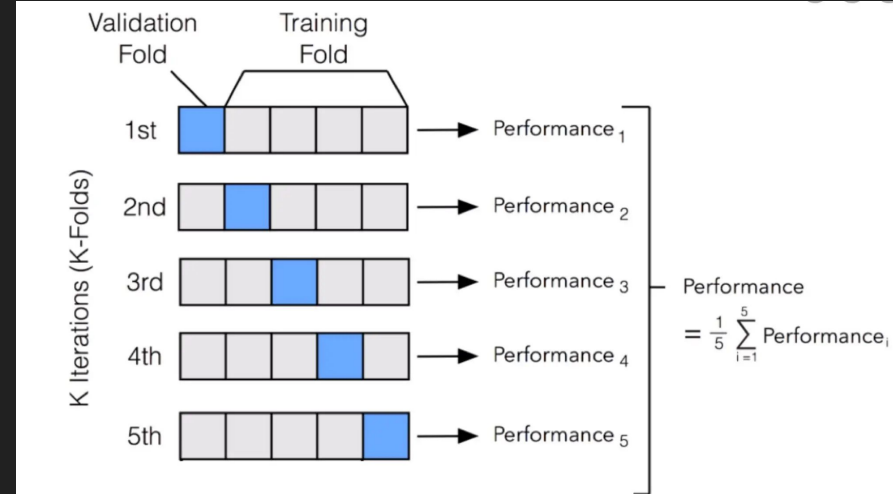 Validation
Fold
Training
Fold
K Iterations (K-Folds)
1st
Performance 1
2nd
Performance 2
3rd
Performance 3
4th
Performance 4
5th
Performance 5
Performance
= 1/5 5∑i=1 Performancei